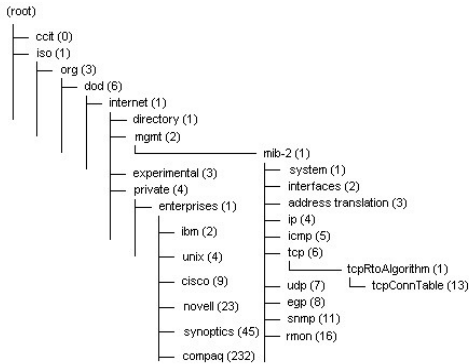 (root)
ccit (0)
iso (1)
org (3)
dod (6)
internet (1)
directory (1)
mgmt (2)
mib-2 (1)
system (1)
interfaces (2)
address translation (3)
ip (4)
icmp (5)
tcp (6)
tcpRtoAlgorithm (1)
tcpConnTable (13)
udp (7)
egp (8)
snmp (11)
rmon (16)
experimental (3)
private (4)
enterprises (1)
ibm (2)
unix (4)
cisco (9)
novell (23)
synoptics (45)
compaq (232)